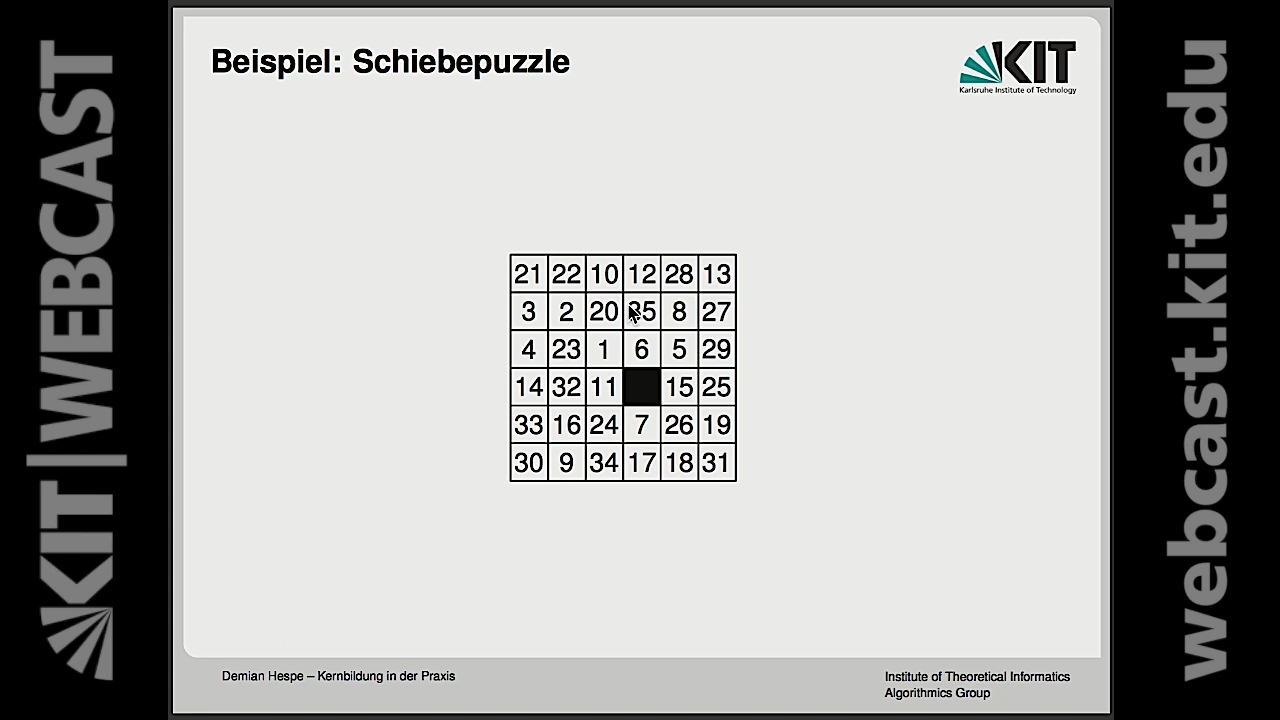 KIT|WEBCAST
Beispiel: Schiebepuzzle
KIT
Karlsruhe Institute of Technology
21 22 10 12 28 13
3 2 20 35 8 27
4 23 1 6 5 29
14 32 11 15 25
33 16 24 7 26 19
30 9 34 17 18 31
Demian Hespe – Kernbildung in der Praxis
Institute of Theoretical Informatics
Algorithmics Group
webcast.kit.edu